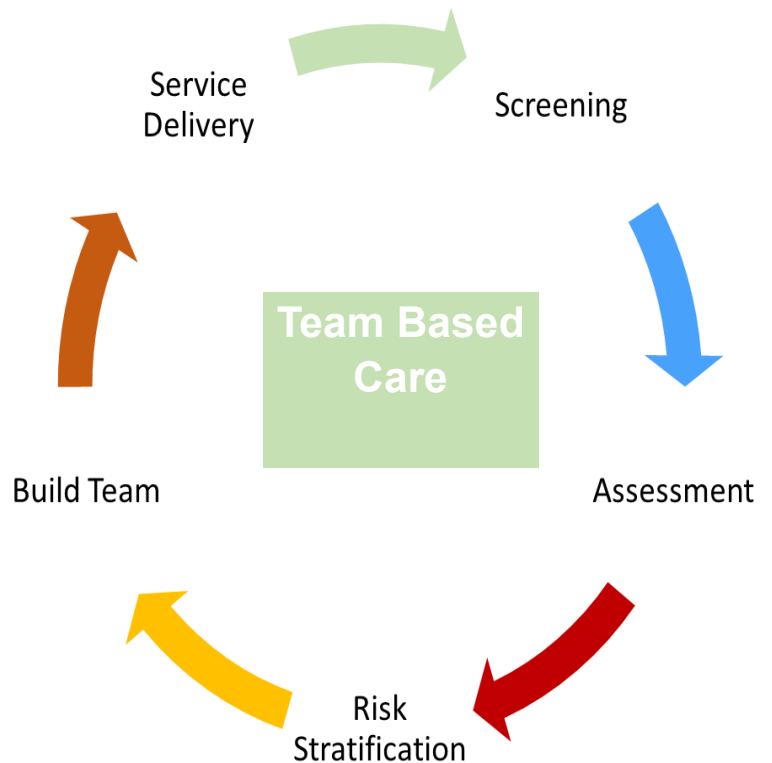 Service
Delivery
Screening
Team Based
Care
Build Team
Assessment
Risk
Stratification